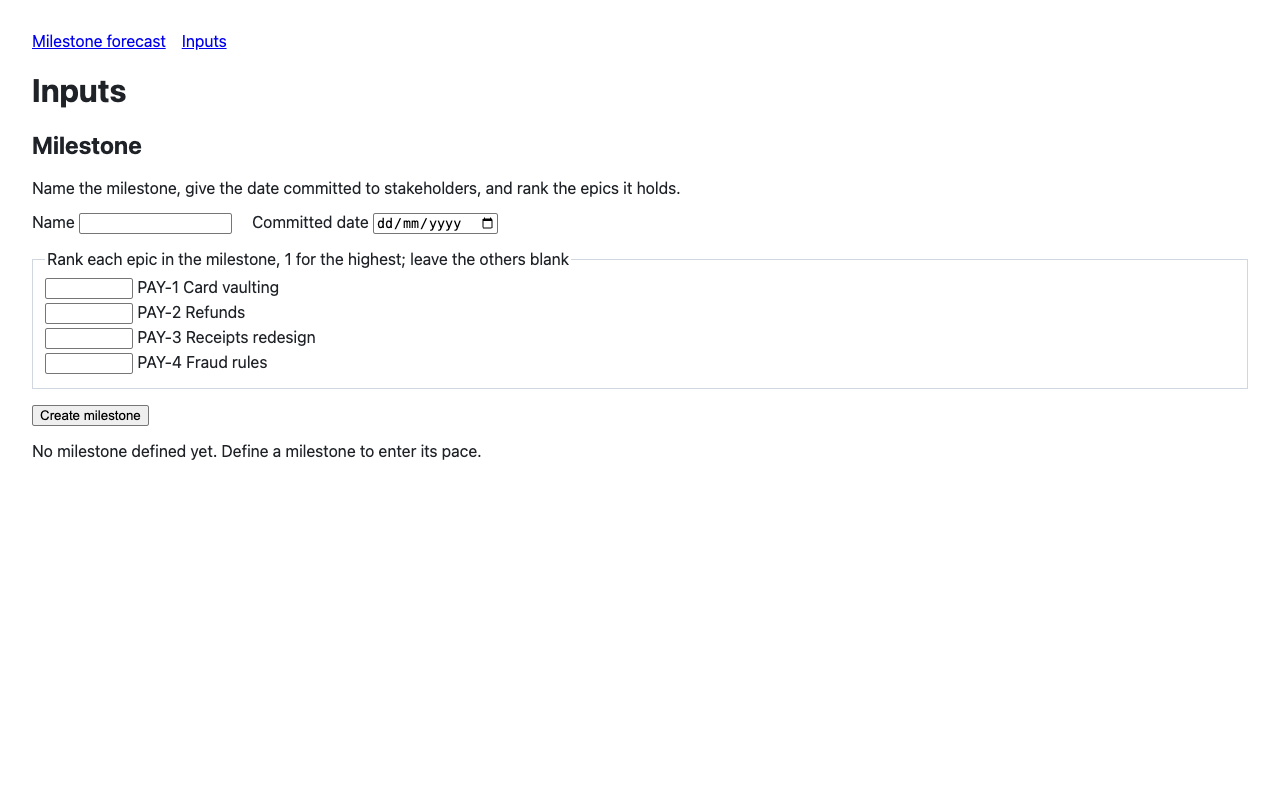 Milestone forecast Inputs
Inputs
Milestone
Name the milestone, give the date committed to stakeholders, and rank the epics it holds.
Name Committed date dd/mm/yyyy
Rank each epic in the milestone, 1 for the highest; leave the others blank
PAY-1 Card vaulting
PAY-2 Refunds
PAY-3 Receipts redesign
PAY-4 Fraud rules
Create milestone
No milestone defined yet. Define a milestone to enter its pace.